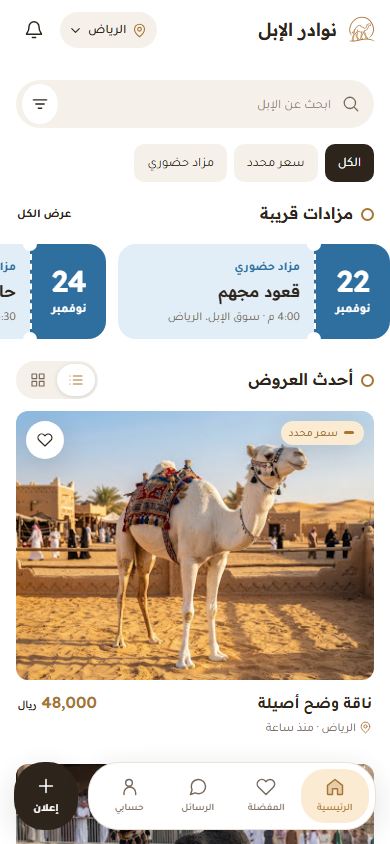 نوادر الإبل
الرياض
ابحث عن الإبل
الكل
سعر محدد
مزاد حضوري
مزادات قريبة
عرض الكل
22
نوفمبر
مزاد حضوري
قعود مجهم
4:00 م · سوق الإبل، الرياض
24
نوفمبر
أحدث العروض
سعر محدد
ناقة وضح أصيلة
48,000 ريال
الرياض · منذ ساعة
الرئيسية
المفضلة
الرسائل
حسابي
إعلان